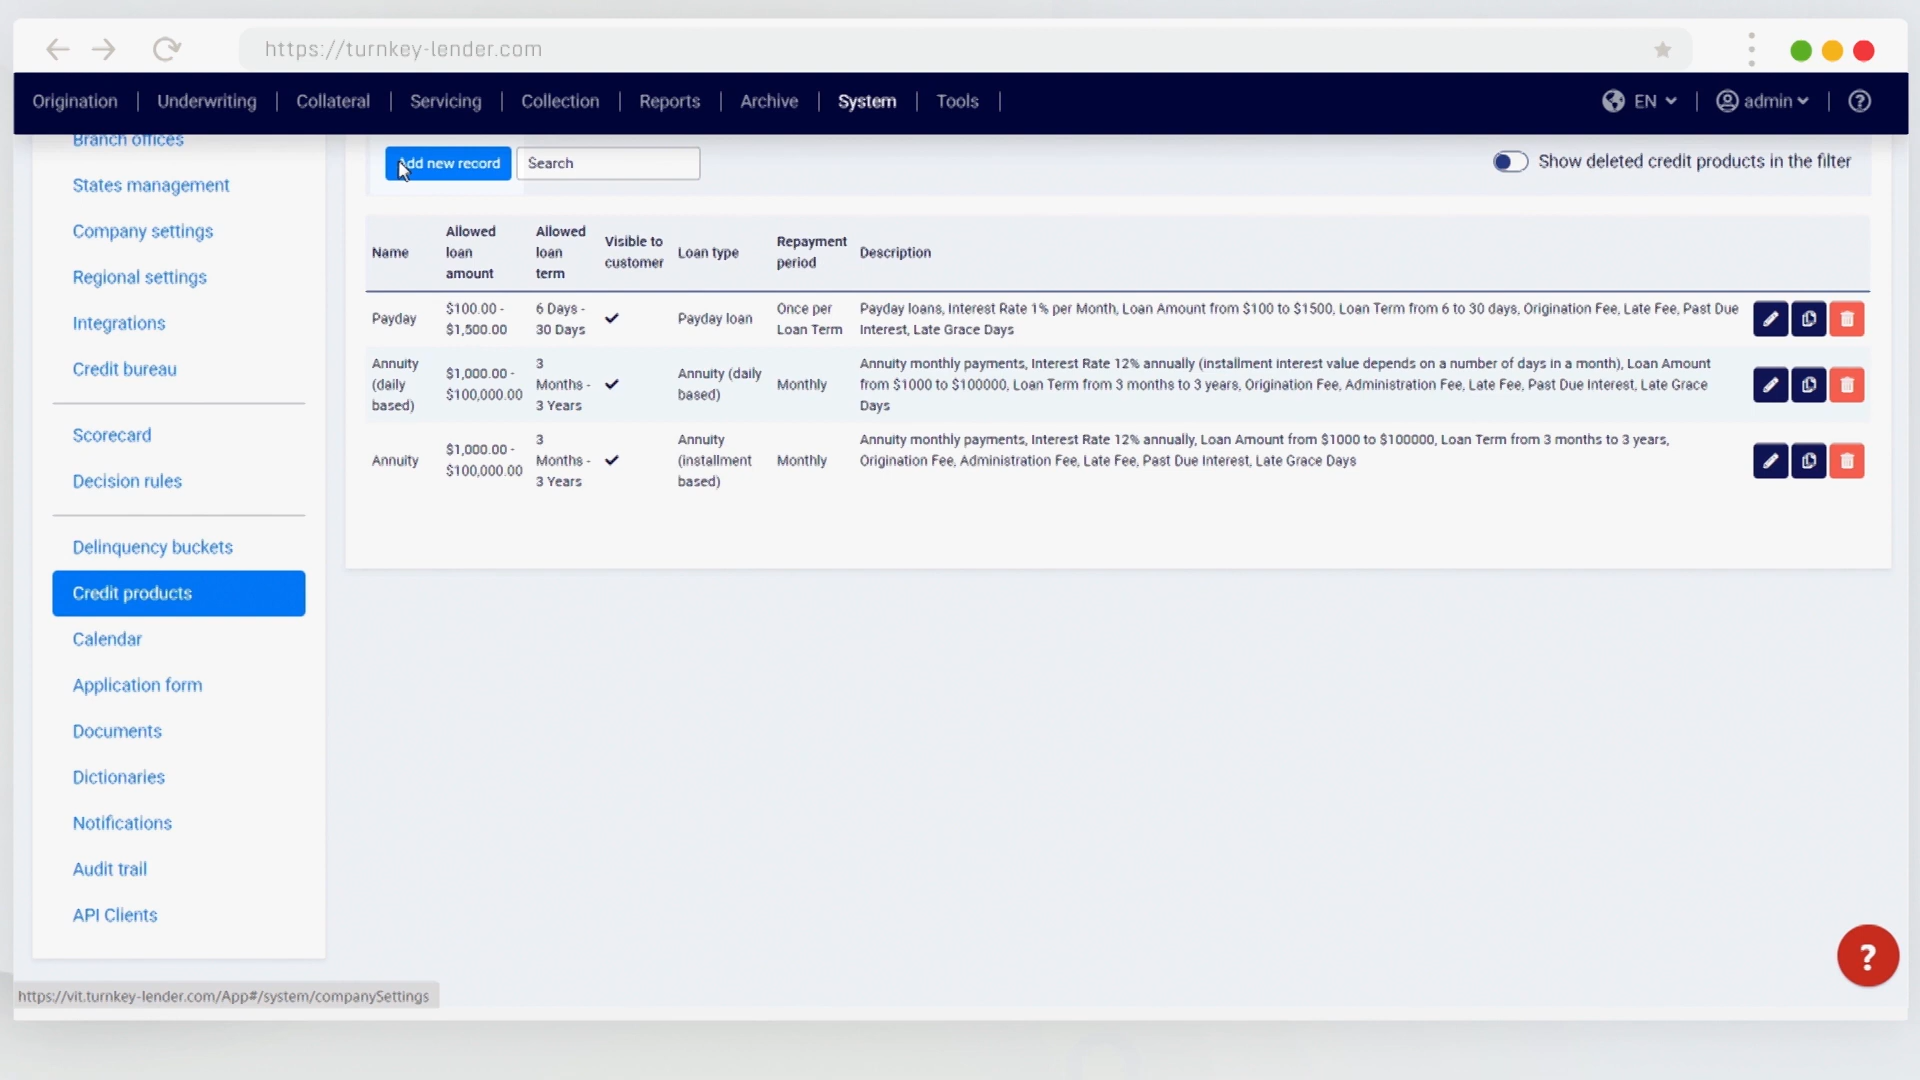 https://turnkey-lender.com
Origination
Underwriting
Collateral
Servicing
Collection
Reports
Archive
System
Tools
EN
admin
?
Branch offices
States management
Company settings
Regional settings
Integrations
Credit bureau
Scorecard
Decision rules
Delinquency buckets
Credit products
Calendar
Application form
Documents
Dictionaries
Notifications
Audit trail
API Clients
Add new record
Search
Show deleted credit products in the filter
Name
Allowed
loan
amount
Allowed
loan
term
Visible to
customer
Loan type
Repayment
period
Description
Payday
$100.00 -
$1,500.00
6 Days -
30 Days
Payday loan
Once per
Loan Term
Payday loans, Interest Rate 1% per Month, Loan Amount from $100 to $1500, Loan Term from 6 to 30 days, Origination Fee, Late Fee, Past Due
Interest, Late Grace Days
Annuity
(daily
based)
$1,000.00 -
$100,000.00
3
Months -
3 Years
Annuity (daily
based)
Monthly
Annuity monthly payments, Interest Rate 12% annually (installment interest value depends on a number of days in a month), Loan Amount
from $1000 to $100000, Loan Term from 3 months to 3 years, Origination Fee, Administration Fee, Late Fee, Past Due Interest, Late Grace
Days
Annuity
$1,000.00 -
$100,000.00
3
Months -
3 Years
Annuity
(installment
based)
Monthly
Annuity monthly payments, Interest Rate 12% annually, Loan Amount from $1000 to $100000, Loan Term from 3 months to 3 years,
Origination Fee, Administration Fee, Late Fee, Past Due Interest, Late Grace Days
?
https://vit.turnkey-lender.com/App#/system/companySettings